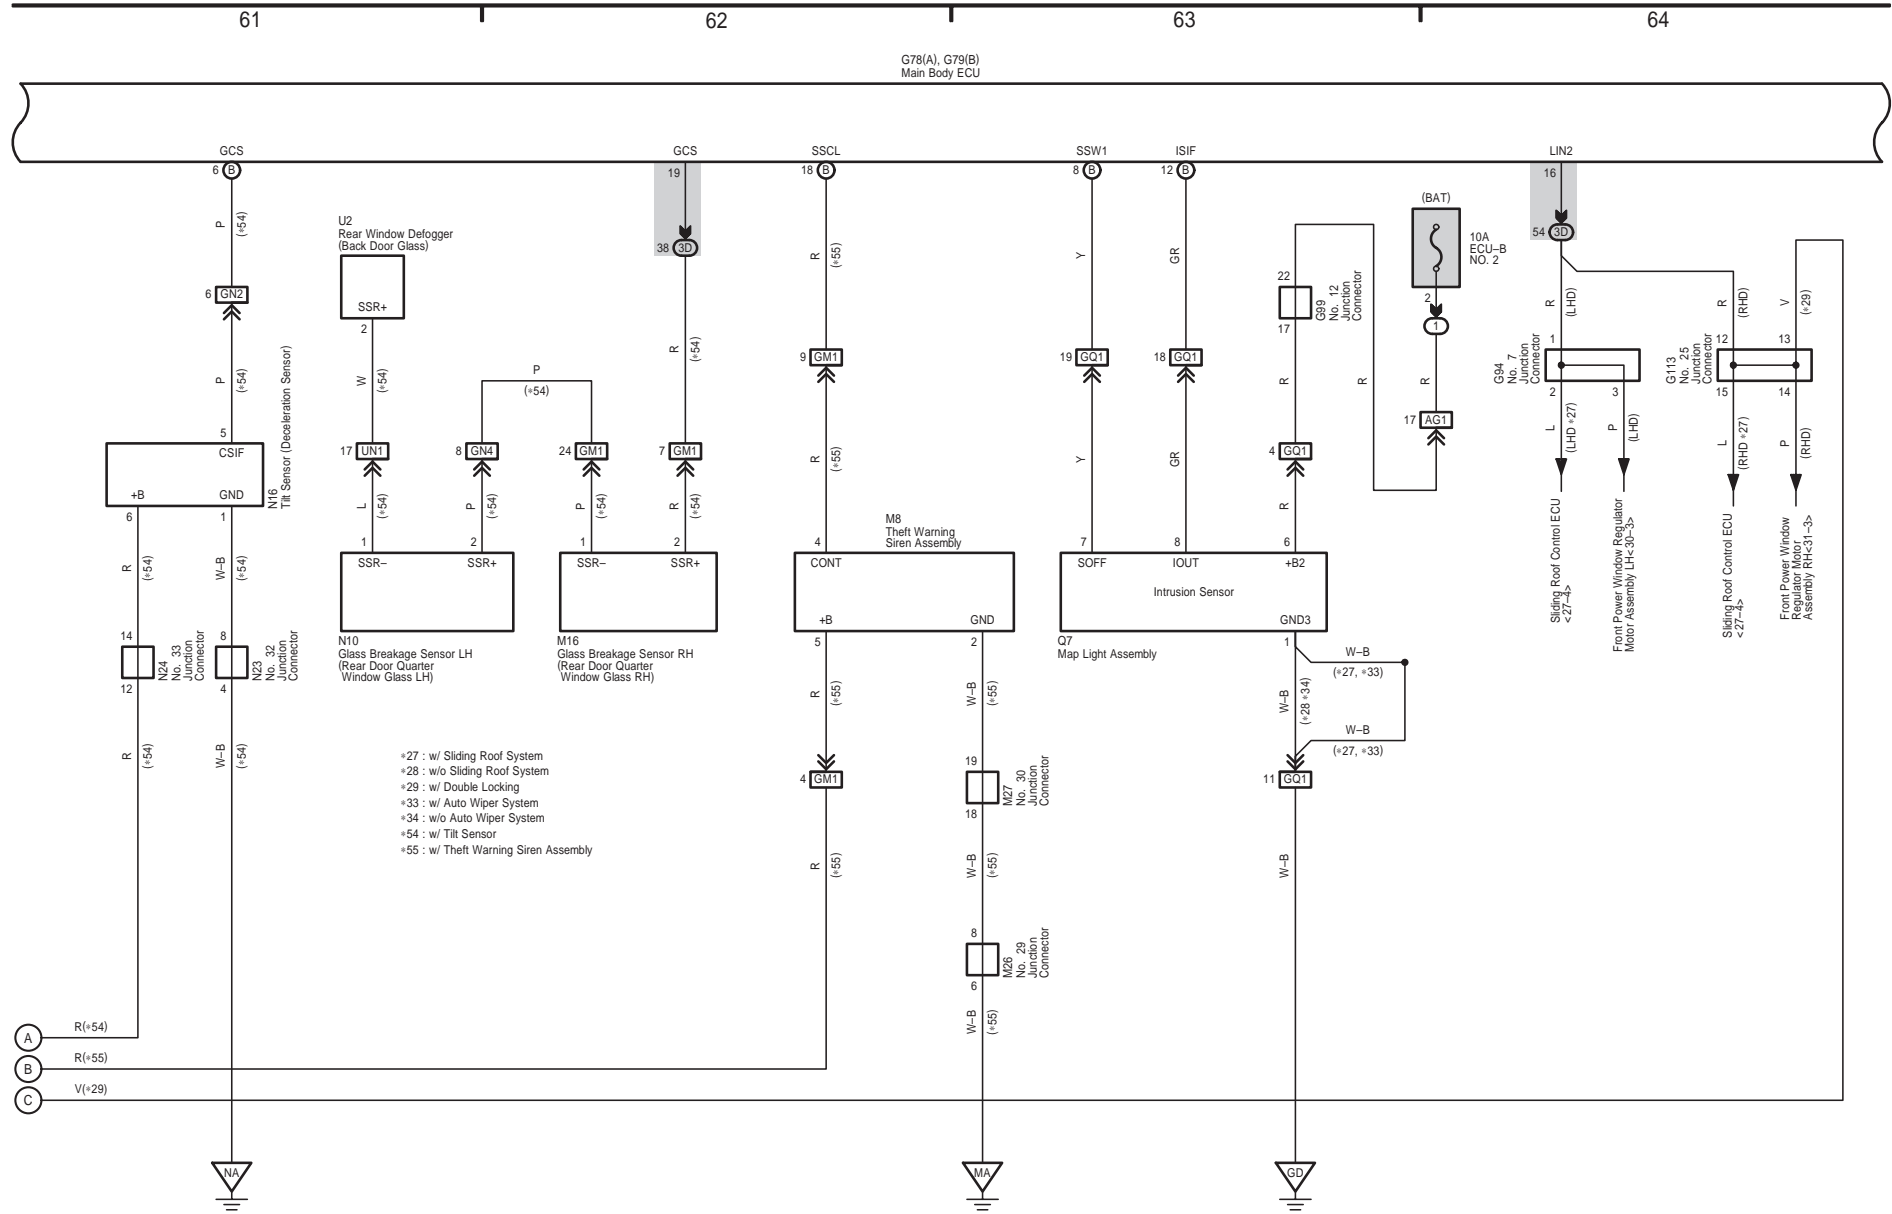 61
62
63
64
G78(A), G79(B)
Main Body ECU
GCS
GCS
SSCL
SSW1
ISIF
LIN2
6 B
19
18 B
8 B
12 B
16
P
(*54)
38 3D
R
(*55)
Y
GR
54 3D
U2
Rear Window Defogger
(Back Door Glass)
SSR+
2
(BAT)
10A
ECU–B
NO. 2
2
1
6 GN2
22
G99
No. 12
Junction
Connector
17
R
(LHD)
R
(RHD)
V
(*29)
P
(*54)
W
(*54)
P
(*54)
R
(*54)
9 GM1
19 GQ1
18 GQ1
R
R
R
1
G94
No. 7
Junction
Connector
2
3
12
13
G113
No. 25
Junction
Connector
15
14
5
CSIF
+B
GND
N16
Tilt Sensor (Deceleration Sensor)
6
1
17 UN1
8 GN4
24 GM1
7 GM1
R
(*55)
Y
GR
4 GQ1
17 AG1
L
(LHD *27)
P
(LHD)
L
(RHD *27)
P
(RHD)
L
(*54)
P
(*54)
P
(*54)
R
(*54)
R
Sliding Roof Control ECU
<27–4>
Front Power Window Regulator
Motor Assembly LH<30–3>
Sliding Roof Control ECU
<27–4>
Front Power Window
Regulator Motor
Assembly RH<31–3>
M8
Theft Warning
Siren Assembly
1
2
1
2
4
7
8
6
SSR–
SSR+
SSR–
SSR+
CONT
SOFF
IOUT
+B2
Intrusion Sensor
+B
GND
GND3
R
(*54)
W–B
(*54)
N10
Glass Breakage Sensor LH
(Rear Door Quarter
Window Glass LH)
M16
Glass Breakage Sensor RH
(Rear Door Quarter
Window Glass RH)
5
2
Q7
Map Light Assembly
1
14
N24
No. 33
Junction
Connector
12
8
N23
No. 32
Junction
Connector
4
R
(*55)
W–B
(*55)
W–B
(*28 *34)
W–B
(*27, *33)
W–B
(*27, *33)
R
(*54)
W–B
(*54)
*27 : w/ Sliding Roof System
*28 : w/o Sliding Roof System
*29 : w/ Double Locking
*33 : w/ Auto Wiper System
*34 : w/o Auto Wiper System
*54 : w/ Tilt Sensor
*55 : w/ Theft Warning Siren Assembly
4 GM1
19
M27
No. 30
Junction
Connector
18
11 GQ1
R
(*55)
W–B
(*55)
W–B
8
M26
No. 29
Junction
Connector
6
W–B
(*55)
A
R(*54)
B
R(*55)
C
V(*29)
NA
MA
GD